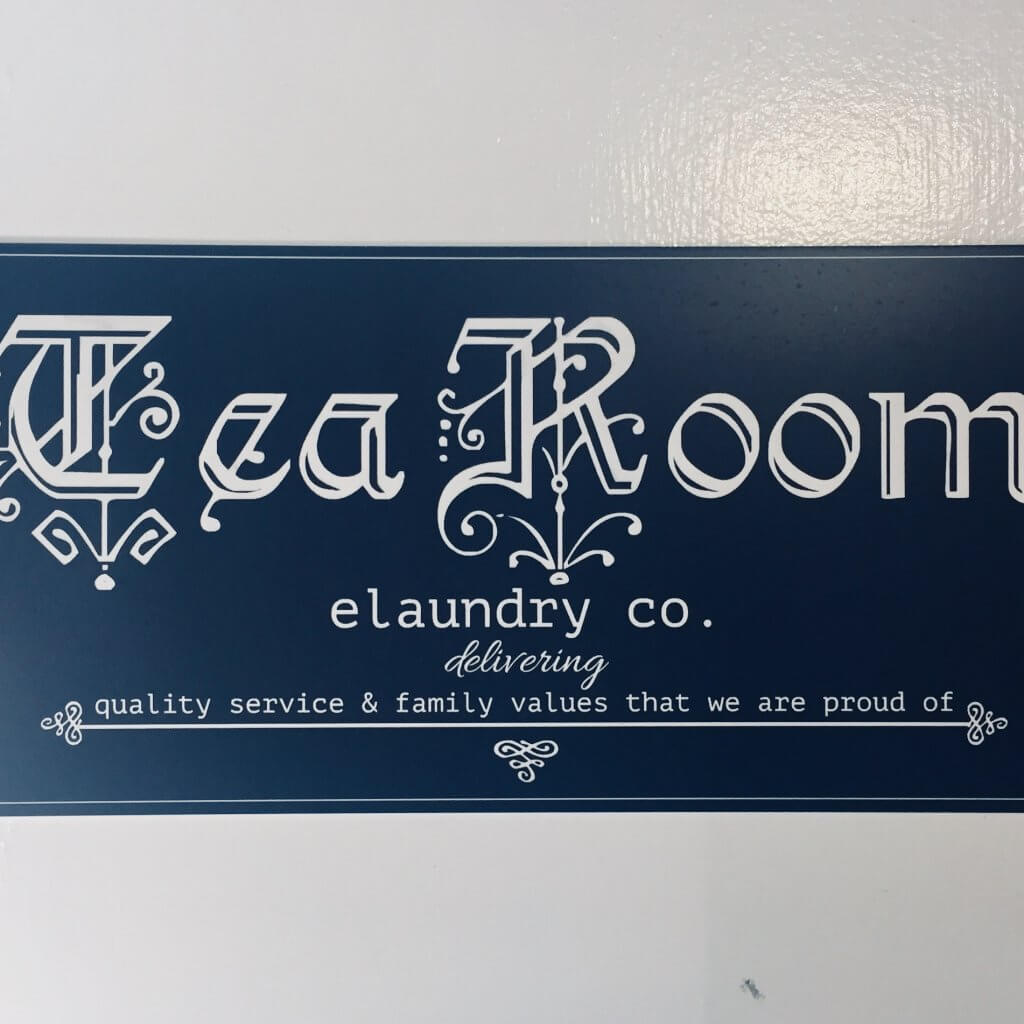 Tea Room
elaundry co.
delivering
quality service & family values that we are proud of